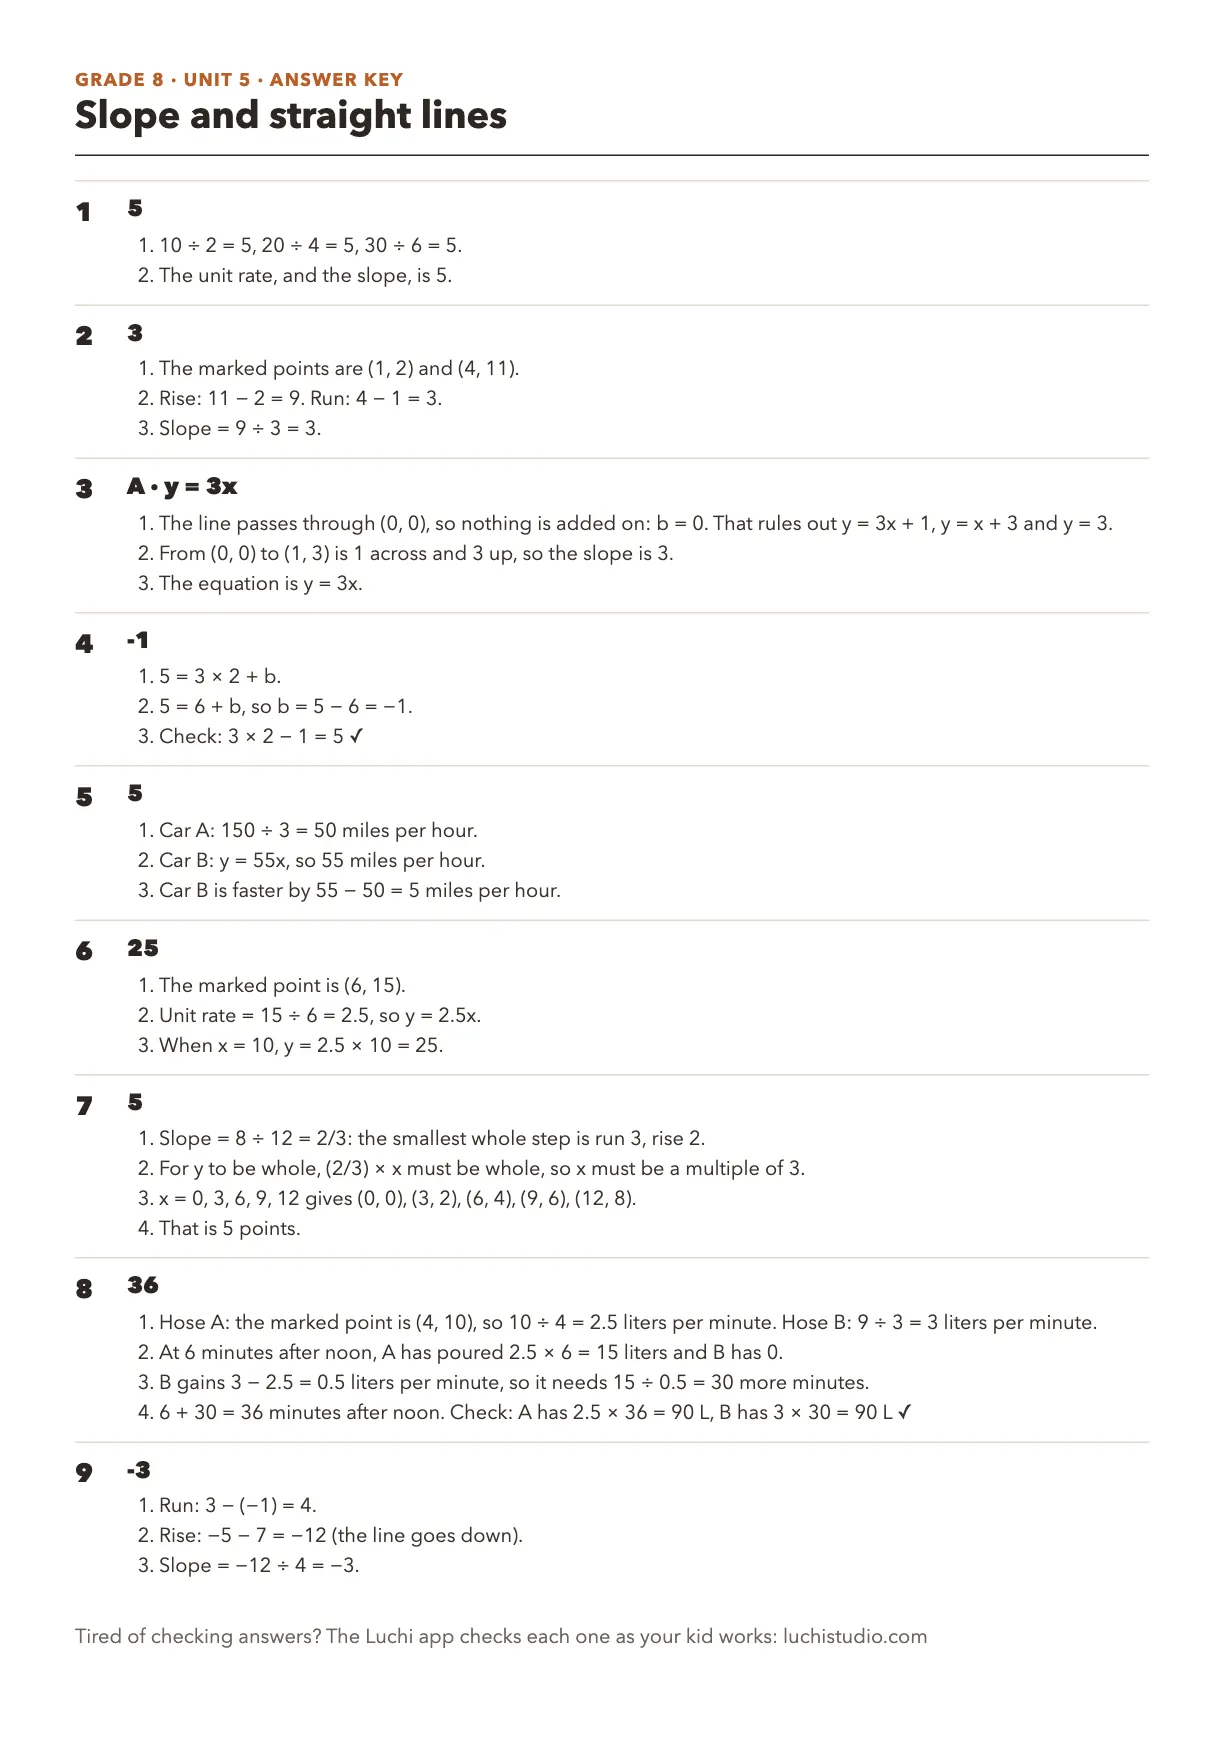 GRADE 8 · UNIT 5 · ANSWER KEY
Slope and straight lines
1 5
1. 10 ÷ 2 = 5, 20 ÷ 4 = 5, 30 ÷ 6 = 5.
2. The unit rate, and the slope, is 5.
2 3
1. The marked points are (1, 2) and (4, 11).
2. Rise: 11 − 2 = 9. Run: 4 − 1 = 3.
3. Slope = 9 ÷ 3 = 3.
3 A · y = 3x
1. The line passes through (0, 0), so nothing is added on: b = 0. That rules out y = 3x + 1, y = x + 3 and y = 3.
2. From (0, 0) to (1, 3) is 1 across and 3 up, so the slope is 3.
3. The equation is y = 3x.
4 -1
1. 5 = 3 × 2 + b.
2. 5 = 6 + b, so b = 5 − 6 = −1.
3. Check: 3 × 2 − 1 = 5 ✓
5 5
1. Car A: 150 ÷ 3 = 50 miles per hour.
2. Car B: y = 55x, so 55 miles per hour.
3. Car B is faster by 55 − 50 = 5 miles per hour.
6 25
1. The marked point is (6, 15).
2. Unit rate = 15 ÷ 6 = 2.5, so y = 2.5x.
3. When x = 10, y = 2.5 × 10 = 25.
7 5
1. Slope = 8 ÷ 12 = 2/3: the smallest whole step is run 3, rise 2.
2. For y to be whole, (2/3) × x must be whole, so x must be a multiple of 3.
3. x = 0, 3, 6, 9, 12 gives (0, 0), (3, 2), (6, 4), (9, 6), (12, 8).
4. That is 5 points.
8 36
1. Hose A: the marked point is (4, 10), so 10 ÷ 4 = 2.5 liters per minute. Hose B: 9 ÷ 3 = 3 liters per minute.
2. At 6 minutes after noon, A has poured 2.5 × 6 = 15 liters and B has 0.
3. B gains 3 − 2.5 = 0.5 liters per minute, so it needs 15 ÷ 0.5 = 30 more minutes.
4. 6 + 30 = 36 minutes after noon. Check: A has 2.5 × 36 = 90 L, B has 3 × 30 = 90 L ✓
9 -3
1. Run: 3 − (−1) = 4.
2. Rise: −5 − 7 = −12 (the line goes down).
3. Slope = −12 ÷ 4 = −3.
Tired of checking answers? The Luchi app checks each one as your kid works: luchistudio.com